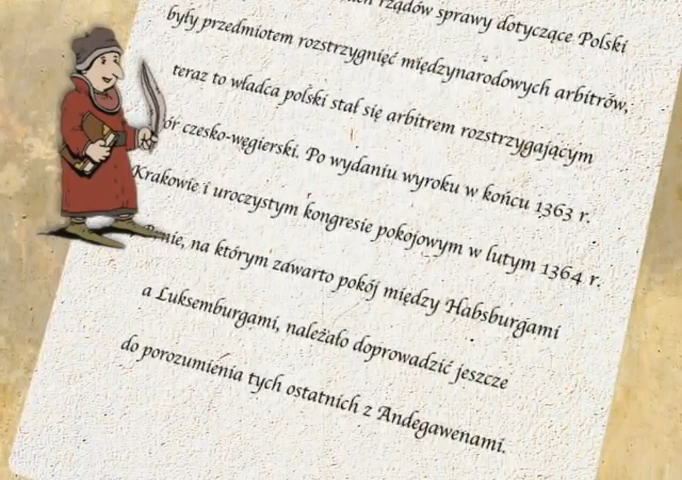 rządów sprawy dotyczące Polski
były przedmiotem rozstrzygnięć międzynarodowych arbitrów,
teraz to władca polski stał się arbitrem rozstrzygającym
czesko-węgierski. Po wydaniu wyroku w końcu 1363 r.
Krakowie i uroczystym kongresie pokojowym w lutym 1364 r.
na którym zawarto pokój między Habsburgami
a Luksemburgami, należało doprowadzić jeszcze
do porozumienia tych ostatnich z Andegawenami.